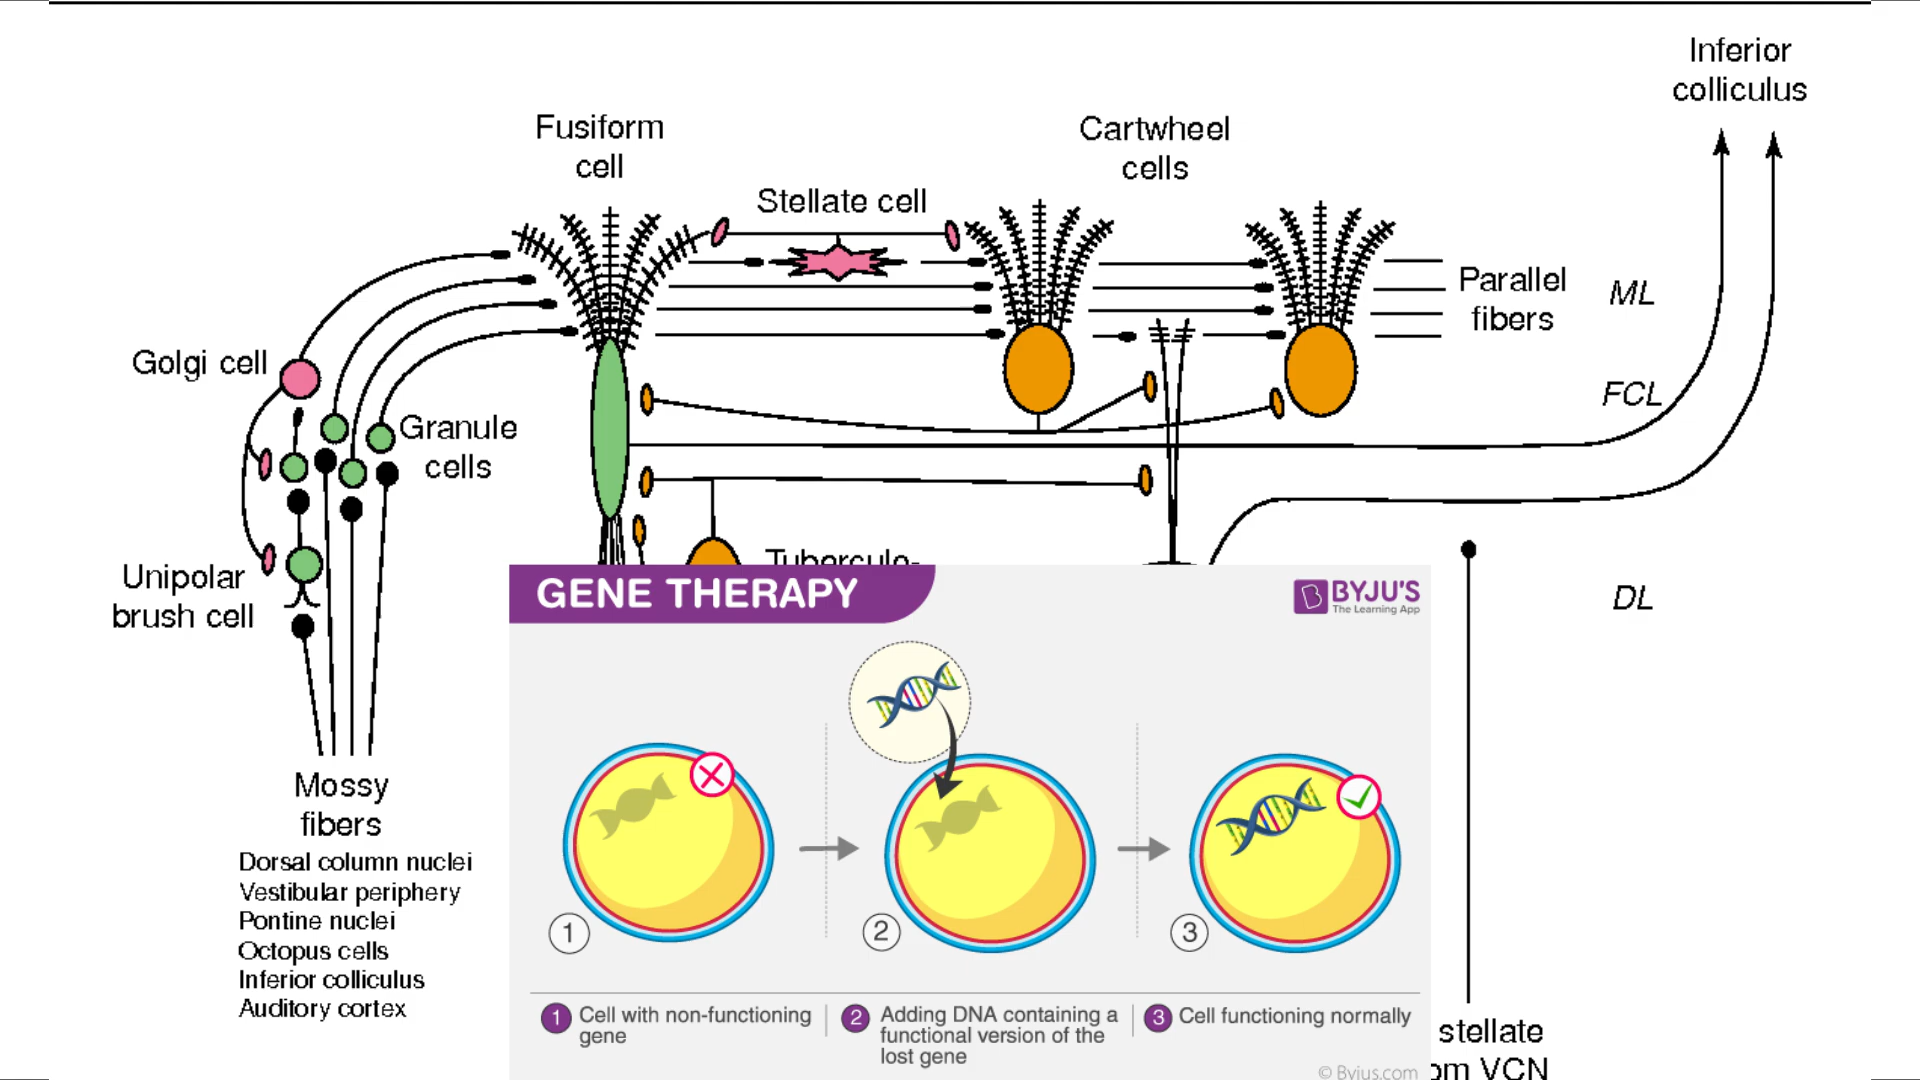 Inferior
colliculus
Fusiform
cell
Cartwheel
cells
Stellate cell
Parallel
fibers
ML
Golgi cell
FCL
Granule
cells
Unipolar
brush cell
Tuberculo-
DL
Mossy
fibers
Dorsal column nuclei
Vestibular periphery
Pontine nuclei
Octopus cells
Inferior colliculus
Auditory cortex
GENE THERAPY
BYJU'S
The Learning App
1
2
3
1 Cell with non-functioning
gene
2 Adding DNA containing a
functional version of the
lost gene
3 Cell functioning normally
© Byjus.com
stellate
om VCN